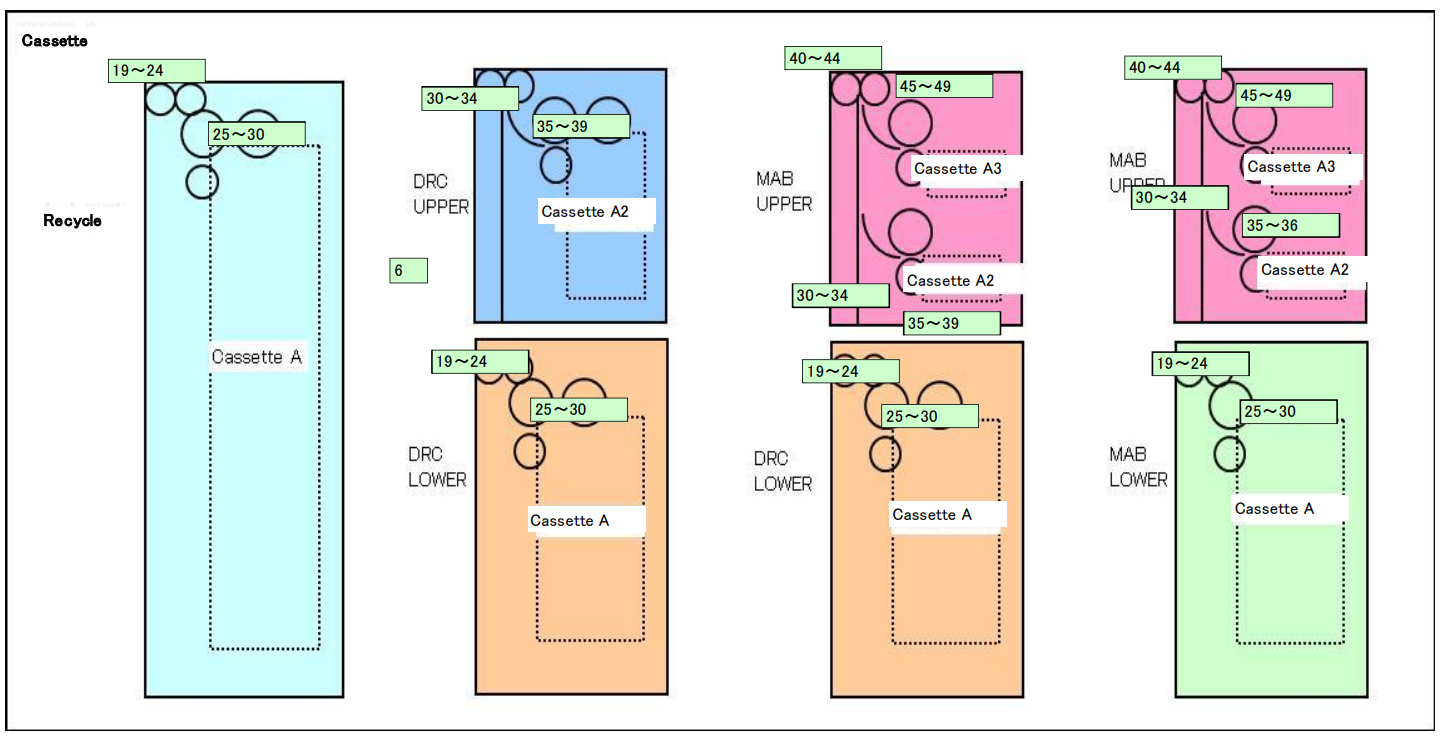 Cassette
Recycle
19～24
25～30
Cassette A
DRC
UPPER
30～34
35～39
Cassette A2
6
DRC
LOWER
19～24
25～30
Cassette A
MAB
UPPER
40～44
45～49
Cassette A3
Cassette A2
30～34
35～39
DRC
LOWER
19～24
25～30
Cassette A
MAB
UPPER
40～44
45～49
Cassette A3
30～34
35～36
Cassette A2
MAB
LOWER
19～24
25～30
Cassette A